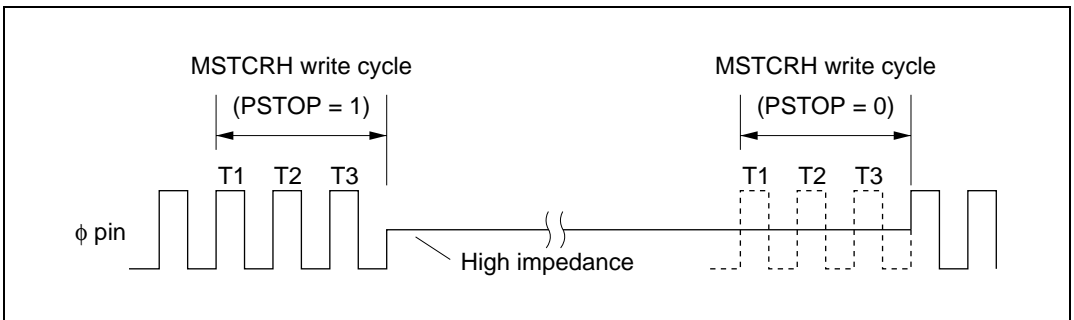 MSTCRH write cycle
(PSTOP = 1)
MSTCRH write cycle
(PSTOP = 0)
T1 T2 T3
T1 T2 T3
φ pin
High impedance